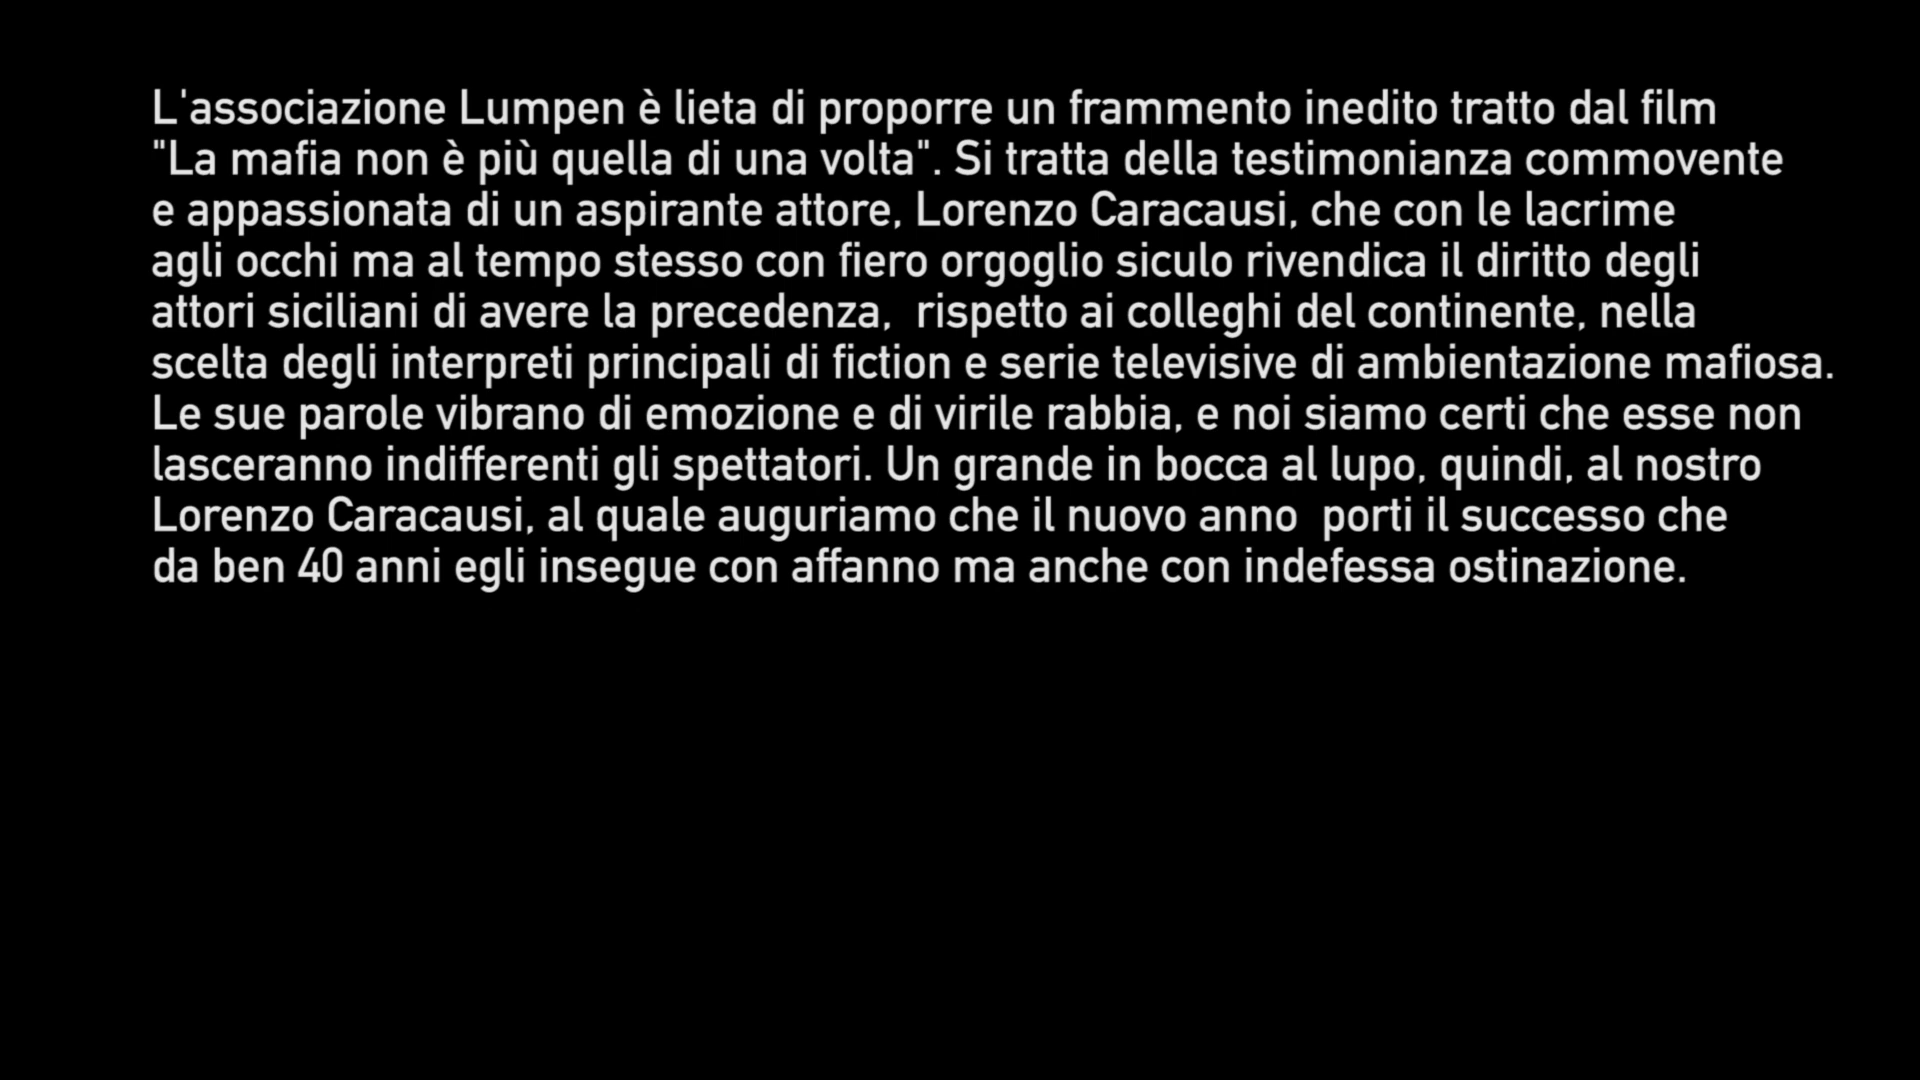 L'associazione Lumpen è lieta di proporre un frammento inedito tratto dal film
"La mafia non è più quella di una volta". Si tratta della testimonianza commovente
e appassionata di un aspirante attore, Lorenzo Caracausi, che con le lacrime
agli occhi ma al tempo stesso con fiero orgoglio siculo rivendica il diritto degli
attori siciliani di avere la precedenza,  rispetto ai colleghi del continente, nella
scelta degli interpreti principali di fiction e serie televisive di ambientazione mafiosa.
Le sue parole vibrano di emozione e di virile rabbia, e noi siamo certi che esse non
lasceranno indifferenti gli spettatori. Un grande in bocca al lupo, quindi, al nostro
Lorenzo Caracausi, al quale auguriamo che il nuovo anno  porti il successo che
da ben 40 anni egli insegue con affanno ma anche con indefessa ostinazione.